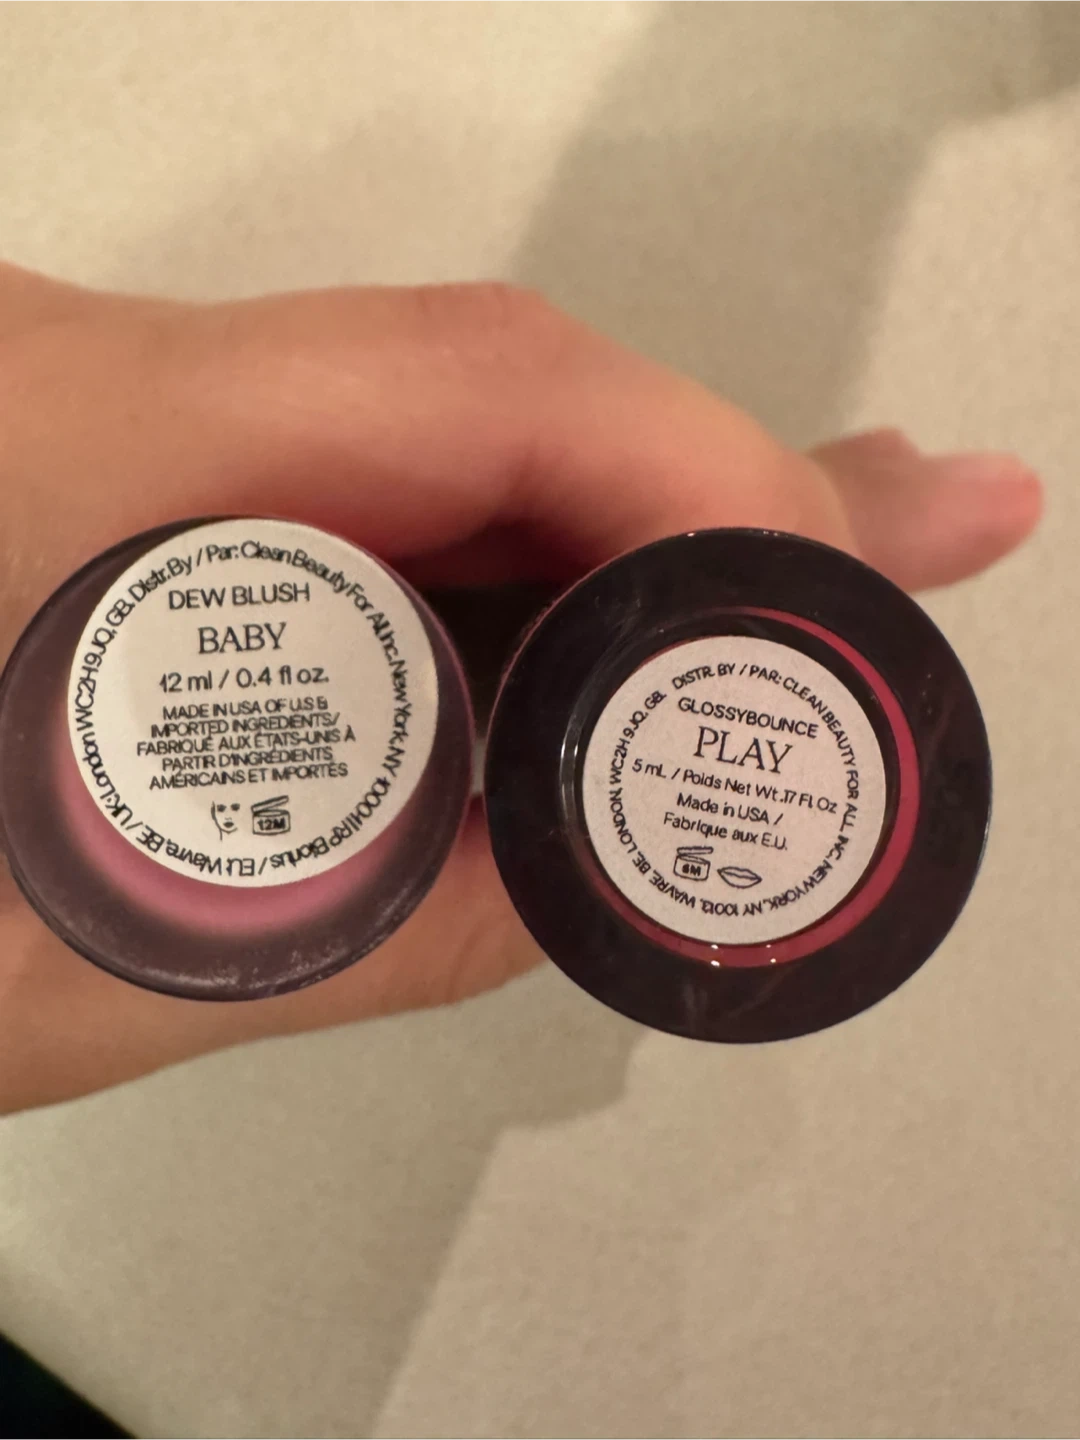 Distr.By / Par: Clean Beauty For All, Inc. New York, NY 10001 | RP Biorius / EU: Wavre, BE / UK: London WC2H 9JQ, GB.
DEW BLUSH
BABY
12 ml / 0.4 fl oz.
MADE IN USA OF U.S &
IMPORTED INGREDIENTS/
FABRIQUÉ AUX ÉTATS-UNIS À
PARTIR D'INGRÉDIENTS
AMÉRICAINS ET IMPORTÉS
12M
DISTR. BY / PAR: CLEAN BEAUTY FOR ALL, INC. NEW YORK, NY 10013. WAVRE, BE. LONDON, WC2H 9JQ, GB.
GLOSSYBOUNCE
PLAY
5 mL / Poids Net Wt .17 Fl. Oz
Made in USA /
Fabrique aux E.U.
6M